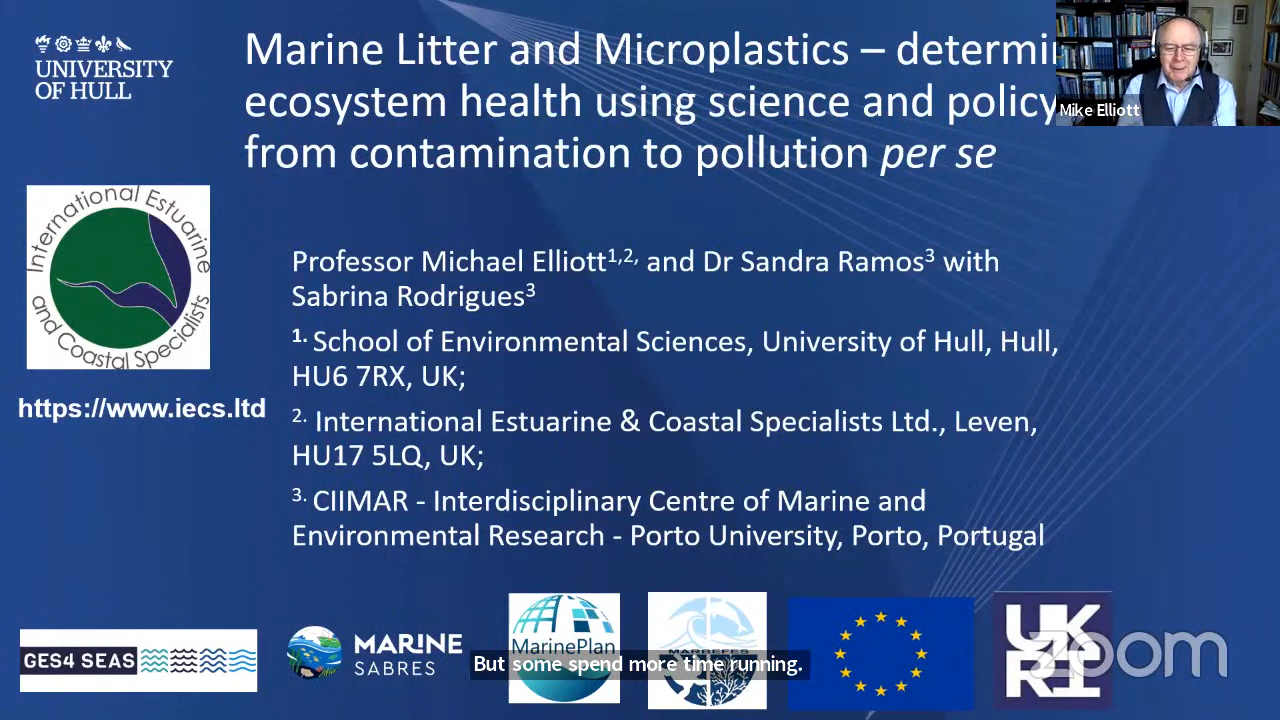 UNIVERSITY
OF HULL
Marine Litter and Microplastics – determi
ecosystem health using science and policy
from contamination to pollution per se
Mike Elliott
International Estuarine
and Coastal Specialists
https://www.iecs.ltd
Professor Michael Elliott1,2, and Dr Sandra Ramos3 with
Sabrina Rodrigues3
1. School of Environmental Sciences, University of Hull, Hull,
HU6 7RX, UK;
2. International Estuarine & Coastal Specialists Ltd., Leven,
HU17 5LQ, UK;
3. CIIMAR - Interdisciplinary Centre of Marine and
Environmental Research - Porto University, Porto, Portugal
GES4 SEAS
MARINE
SABRES
MarinePlan
MARBEFES
But some spend more time running.
UK
RI
zoom